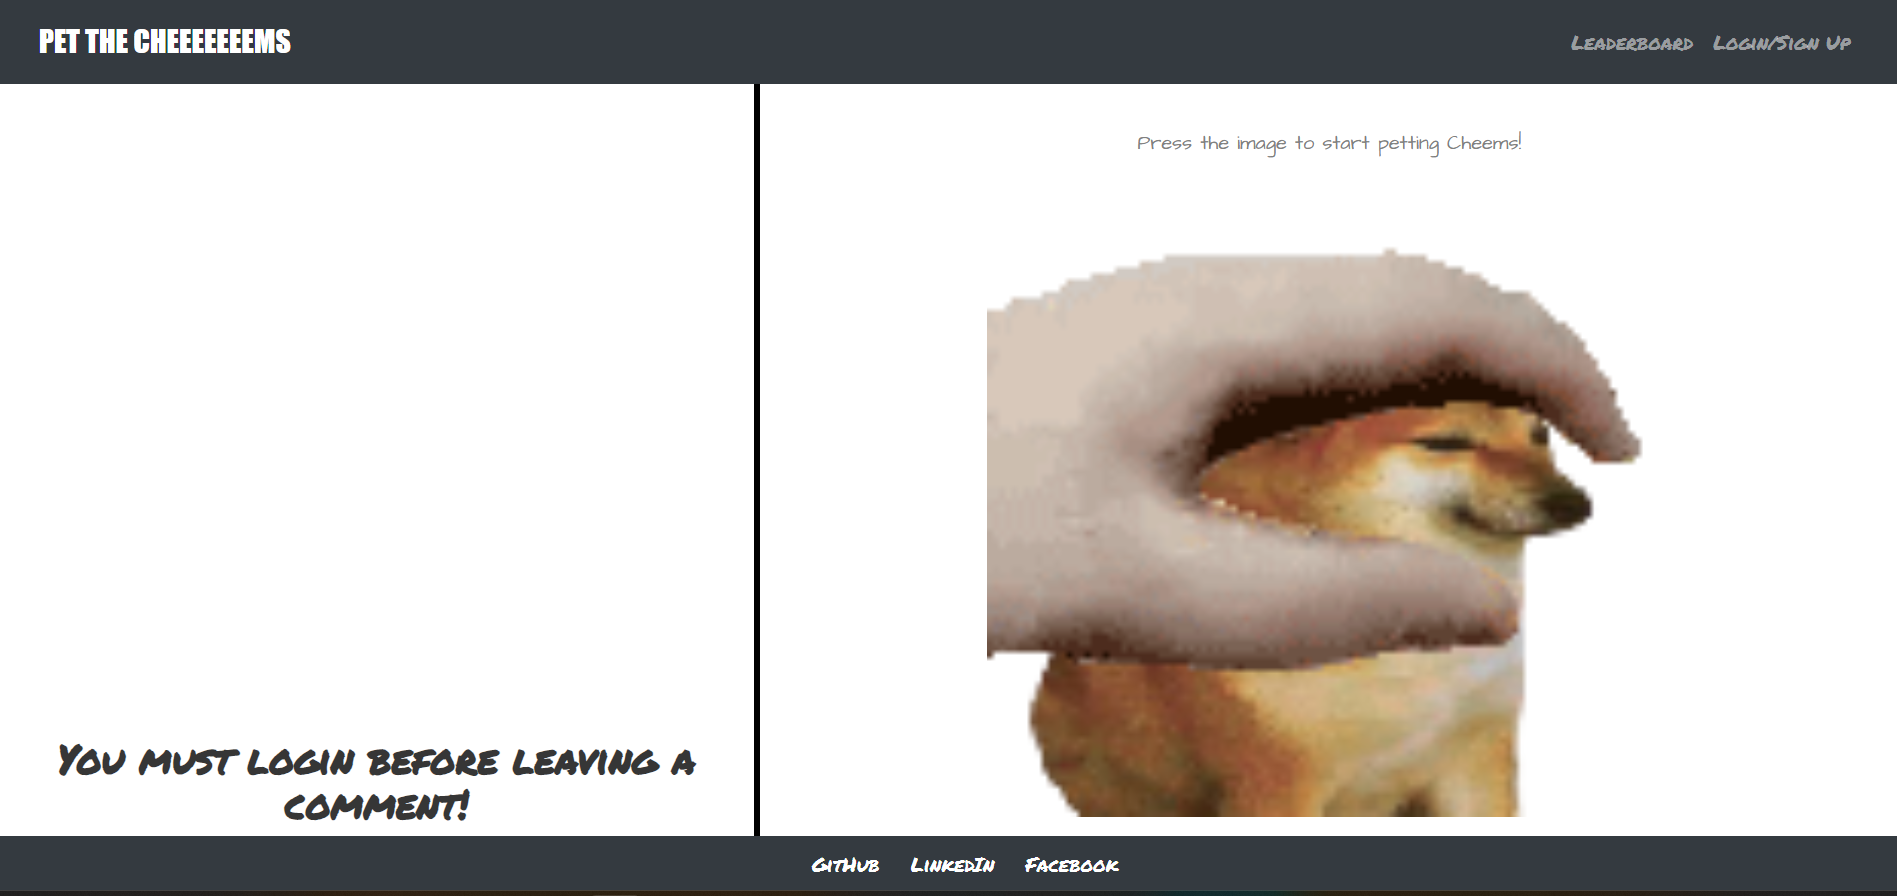 PET THE CHEEEEEEEMS
Leaderboard Login/Sign Up
Press the image to start petting Cheems!
You must login before leaving a
comment!
GitHub LinkedIn Facebook